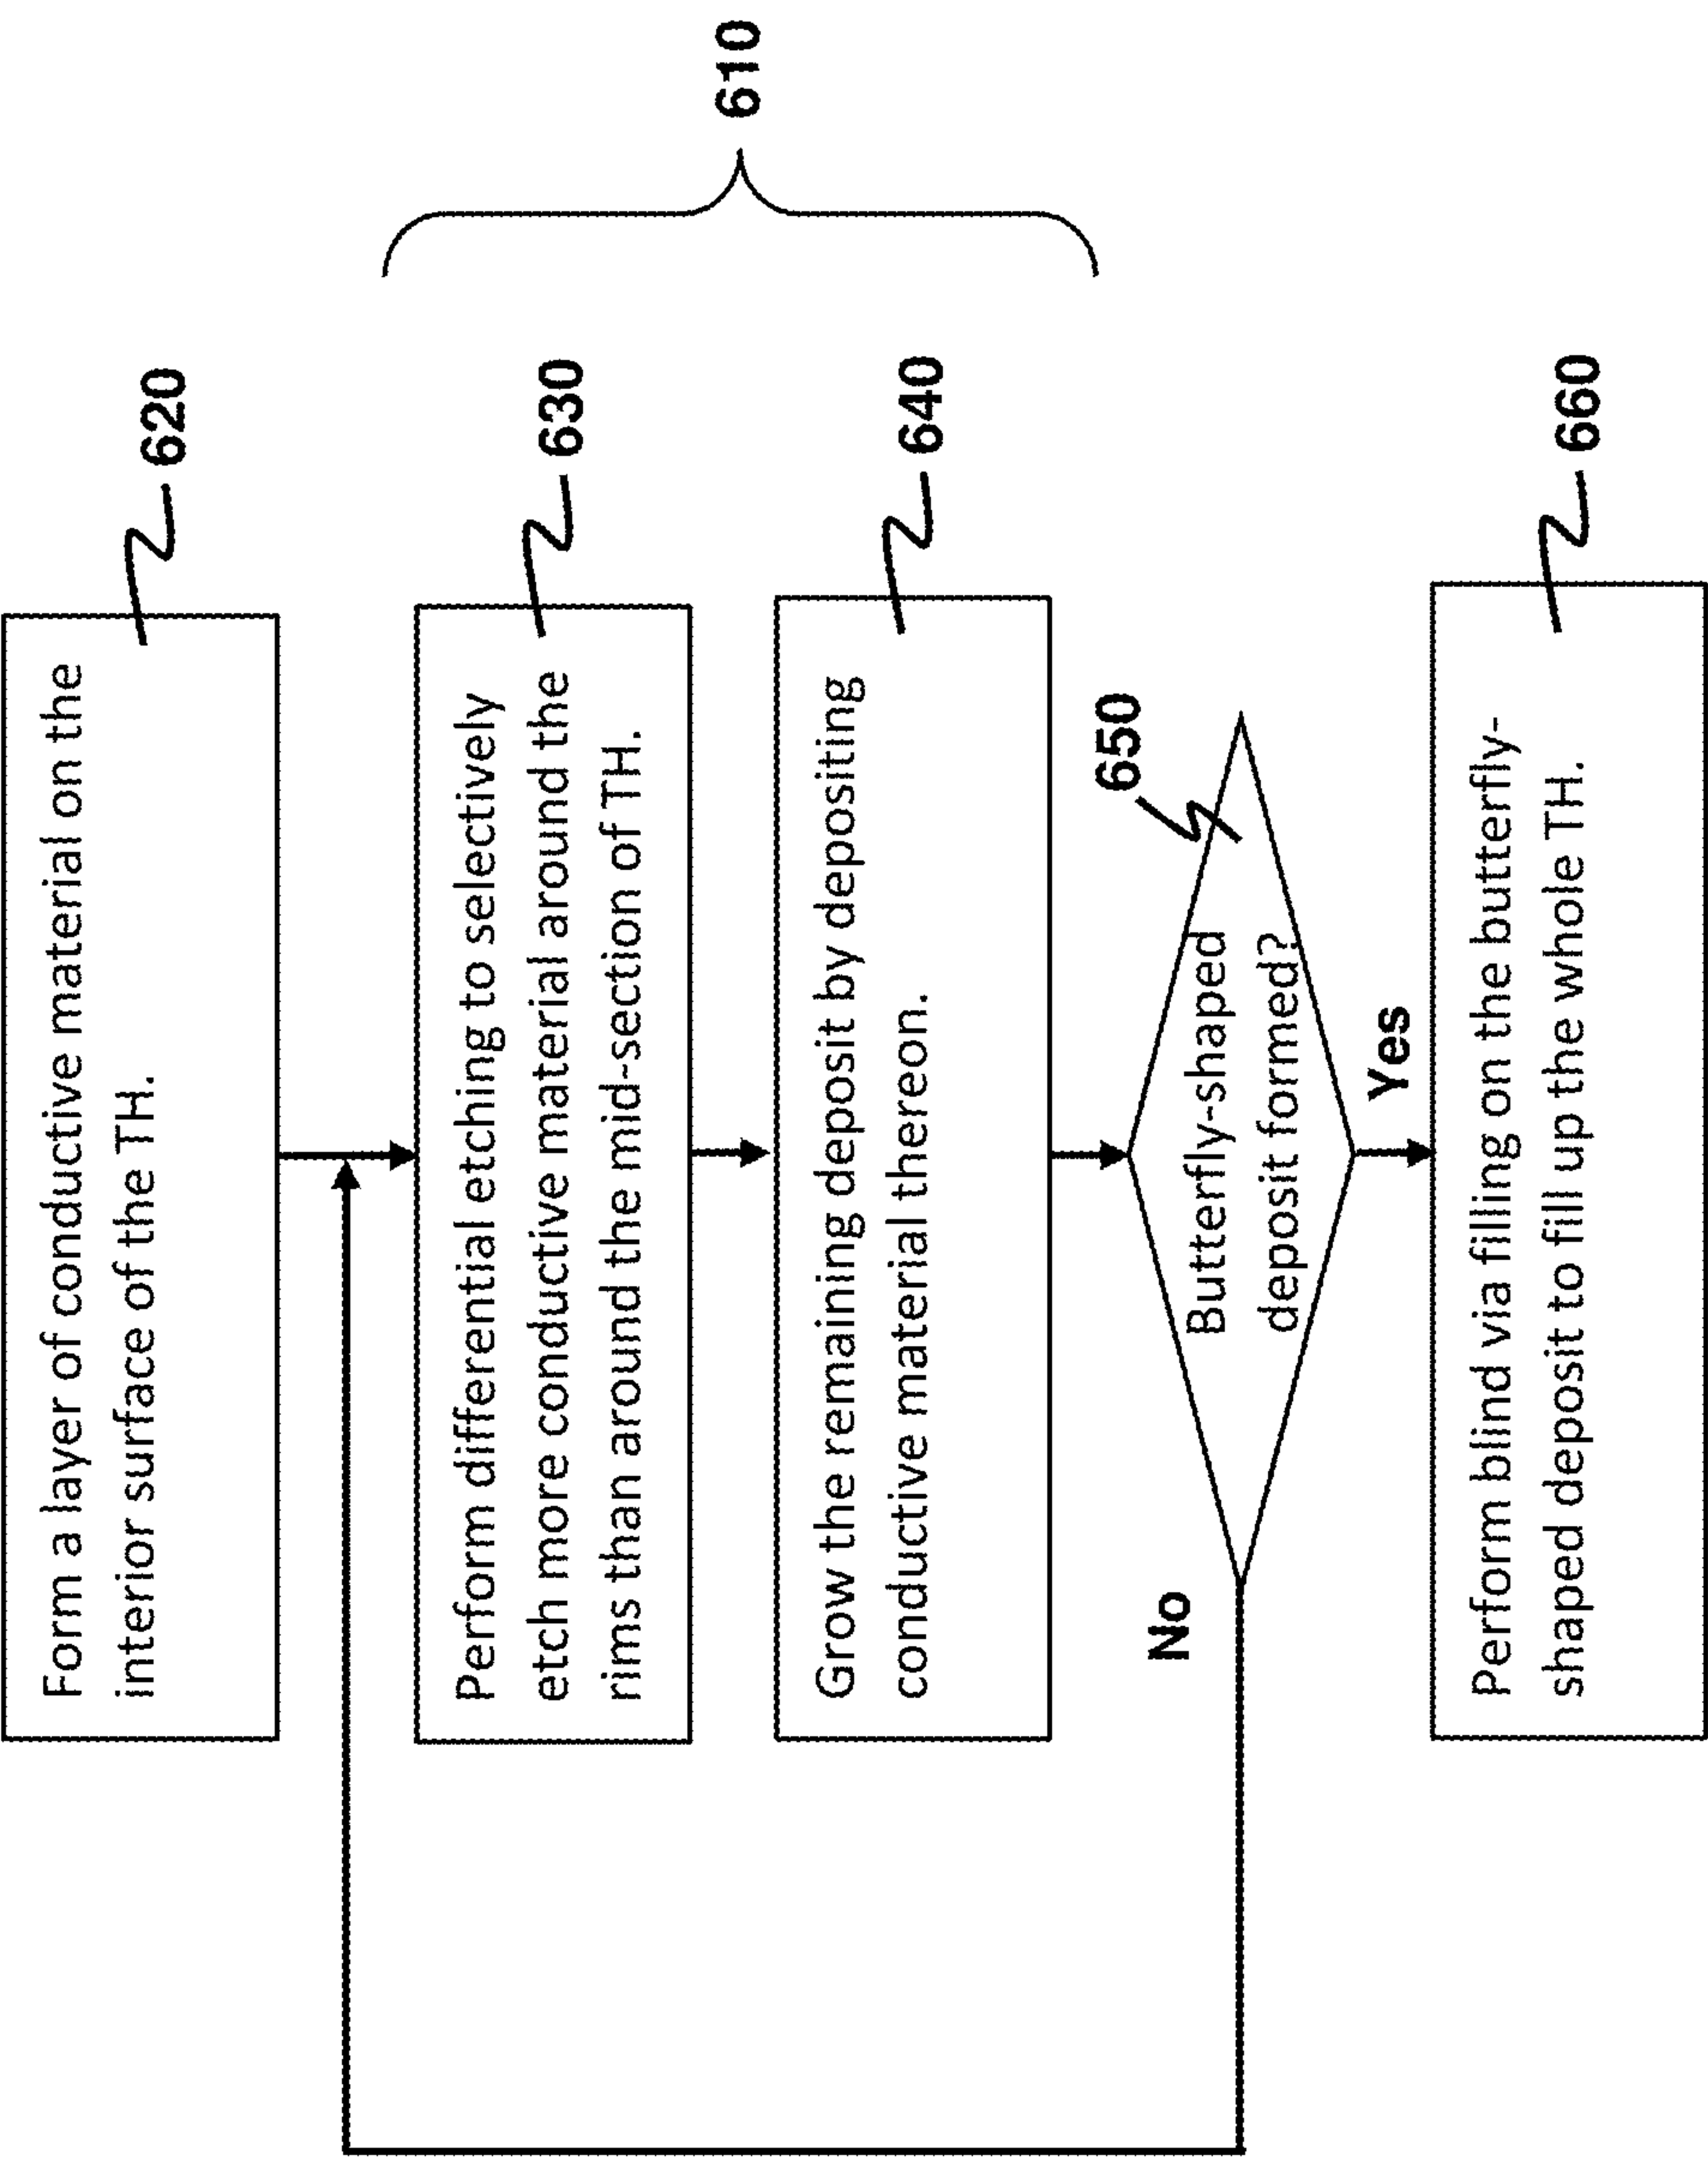 Form a layer of conductive material on the
interior surface of the TH.
620
Perform differential etching to selectively
etch more conductive material around the
rims than around the mid-section of TH.
630
610
Grow the remaining deposit by depositing
conductive material thereon.
640
650
Butterfly-shaped
deposit formed?
No
Yes
Perform blind via filling on the butterfly-
shaped deposit to fill up the whole TH.
660